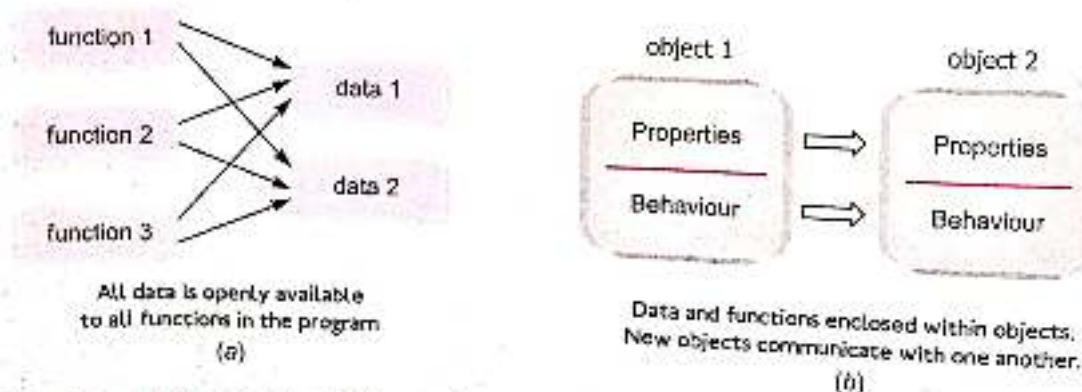 function 1
function 2
function 3
data 1
data 2
All data is openly available
to all functions in the program
(a)
object 1
Properties
Behaviour
object 2
Properties
Behaviour
Data and functions enclosed within objects.
New objects communicate with one another.
(b)